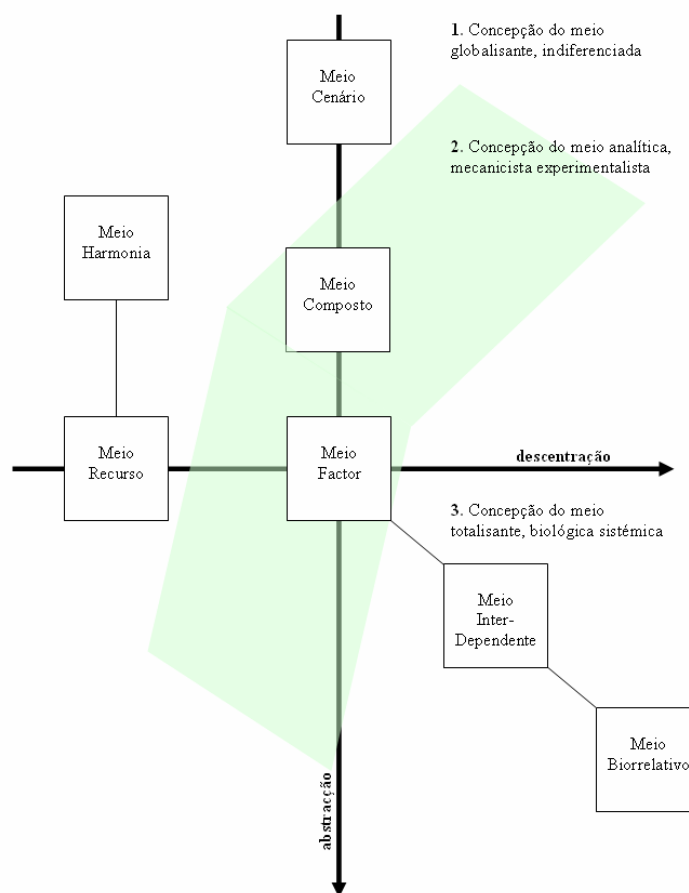 1. Concepção do meio
globalisante, indiferenciada
Meio
Cenário
2. Concepção do meio analítica,
mecanicista experimentalista
Meio
Harmonia
Meio
Composto
Meio
Recurso
Meio
Factor
descentração
3. Concepção do meio
totalisante, biológica sistémica
Meio
Inter-
Dependente
Meio
Biorrelativo
abstracção